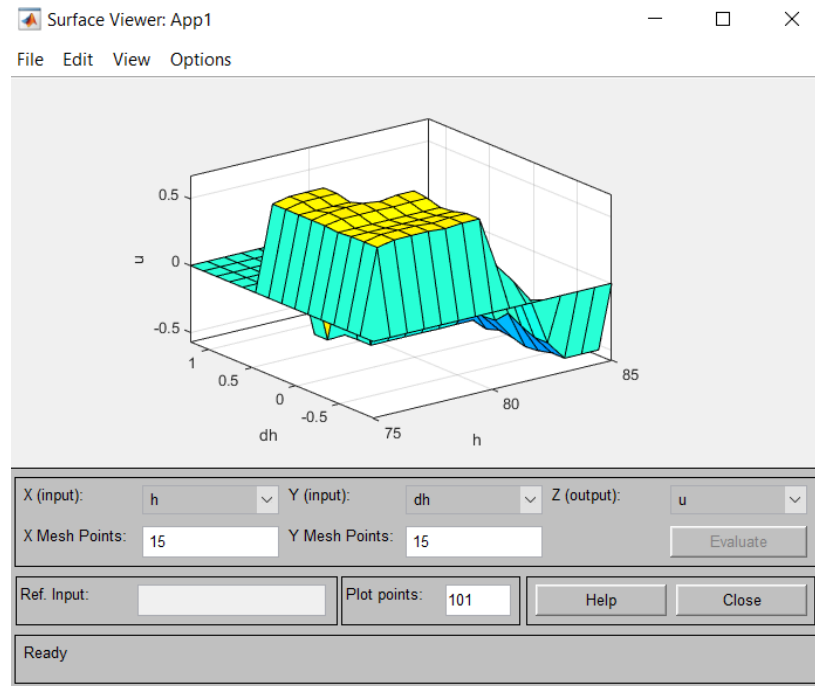 Surface Viewer: App1
File Edit View Options
0.5
0
-0.5
u
1
0.5
0
-0.5
dh
75
80
85
h
X (input): h Y (input): dh Z (output): u
X Mesh Points: 15 Y Mesh Points: 15 Evaluate
Ref. Input: Plot points: 101 Help Close
Ready